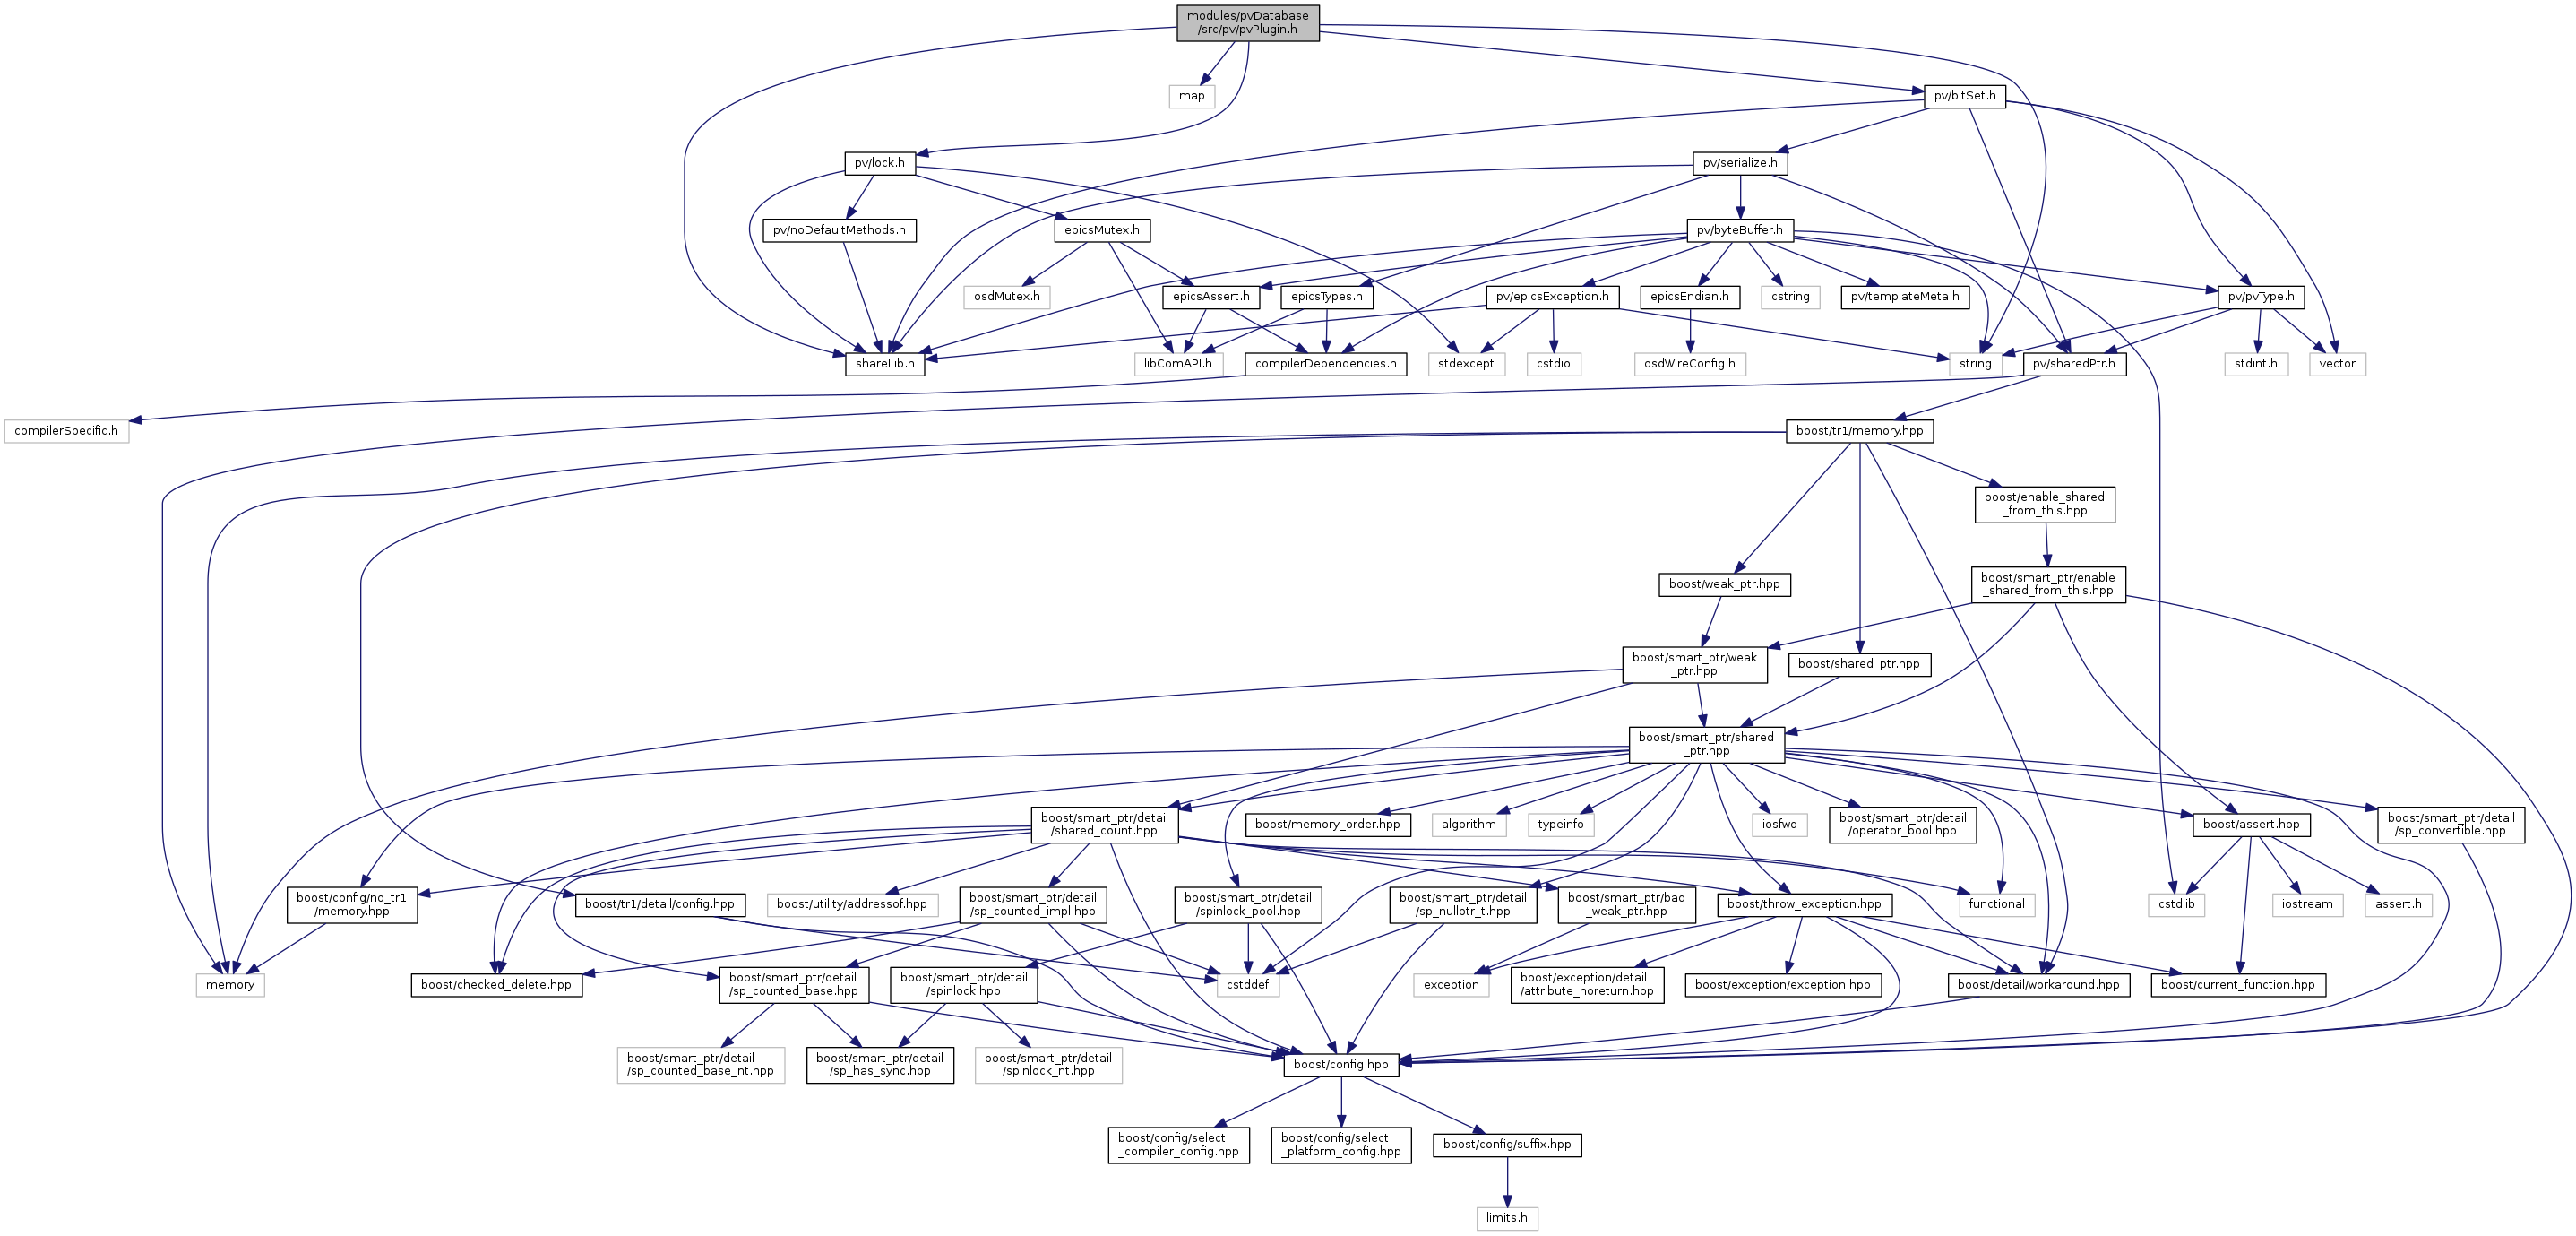 modules/pvDatabase
/src/pv/pvPlugin.h
map
pv/bitSet.h
pv/lock.h
pv/serialize.h
pv/noDefaultMethods.h
epicsMutex.h
pv/byteBuffer.h
osdMutex.h
epicsAssert.h
epicsTypes.h
pv/epicsException.h
epicsEndian.h
cstring
pv/templateMeta.h
pv/pvType.h
shareLib.h
libComAPI.h
compilerDependencies.h
stdexcept
cstdio
osdWireConfig.h
string
pv/sharedPtr.h
stdint.h
vector
compilerSpecific.h
boost/tr1/memory.hpp
boost/enable_shared
_from_this.hpp
boost/weak_ptr.hpp
boost/smart_ptr/enable
_shared_from_this.hpp
boost/smart_ptr/weak
_ptr.hpp
boost/shared_ptr.hpp
boost/smart_ptr/shared
_ptr.hpp
boost/smart_ptr/detail
/shared_count.hpp
boost/memory_order.hpp
algorithm
typeinfo
iosfwd
boost/smart_ptr/detail
/operator_bool.hpp
boost/assert.hpp
boost/smart_ptr/detail
/sp_convertible.hpp
boost/config/no_tr1
/memory.hpp
boost/tr1/detail/config.hpp
boost/utility/addressof.hpp
boost/smart_ptr/detail
/sp_counted_impl.hpp
boost/smart_ptr/detail
/spinlock_pool.hpp
boost/smart_ptr/detail
/sp_nullptr_t.hpp
boost/smart_ptr/bad
_weak_ptr.hpp
boost/throw_exception.hpp
functional
cstdlib
iostream
assert.h
memory
boost/checked_delete.hpp
boost/smart_ptr/detail
/sp_counted_base.hpp
boost/smart_ptr/detail
/spinlock.hpp
cstddef
exception
boost/exception/detail
/attribute_noreturn.hpp
boost/exception/exception.hpp
boost/detail/workaround.hpp
boost/current_function.hpp
boost/smart_ptr/detail
/sp_counted_base_nt.hpp
boost/smart_ptr/detail
/sp_has_sync.hpp
boost/smart_ptr/detail
/spinlock_nt.hpp
boost/config.hpp
boost/config/select
_compiler_config.hpp
boost/config/select
_platform_config.hpp
boost/config/suffix.hpp
limits.h